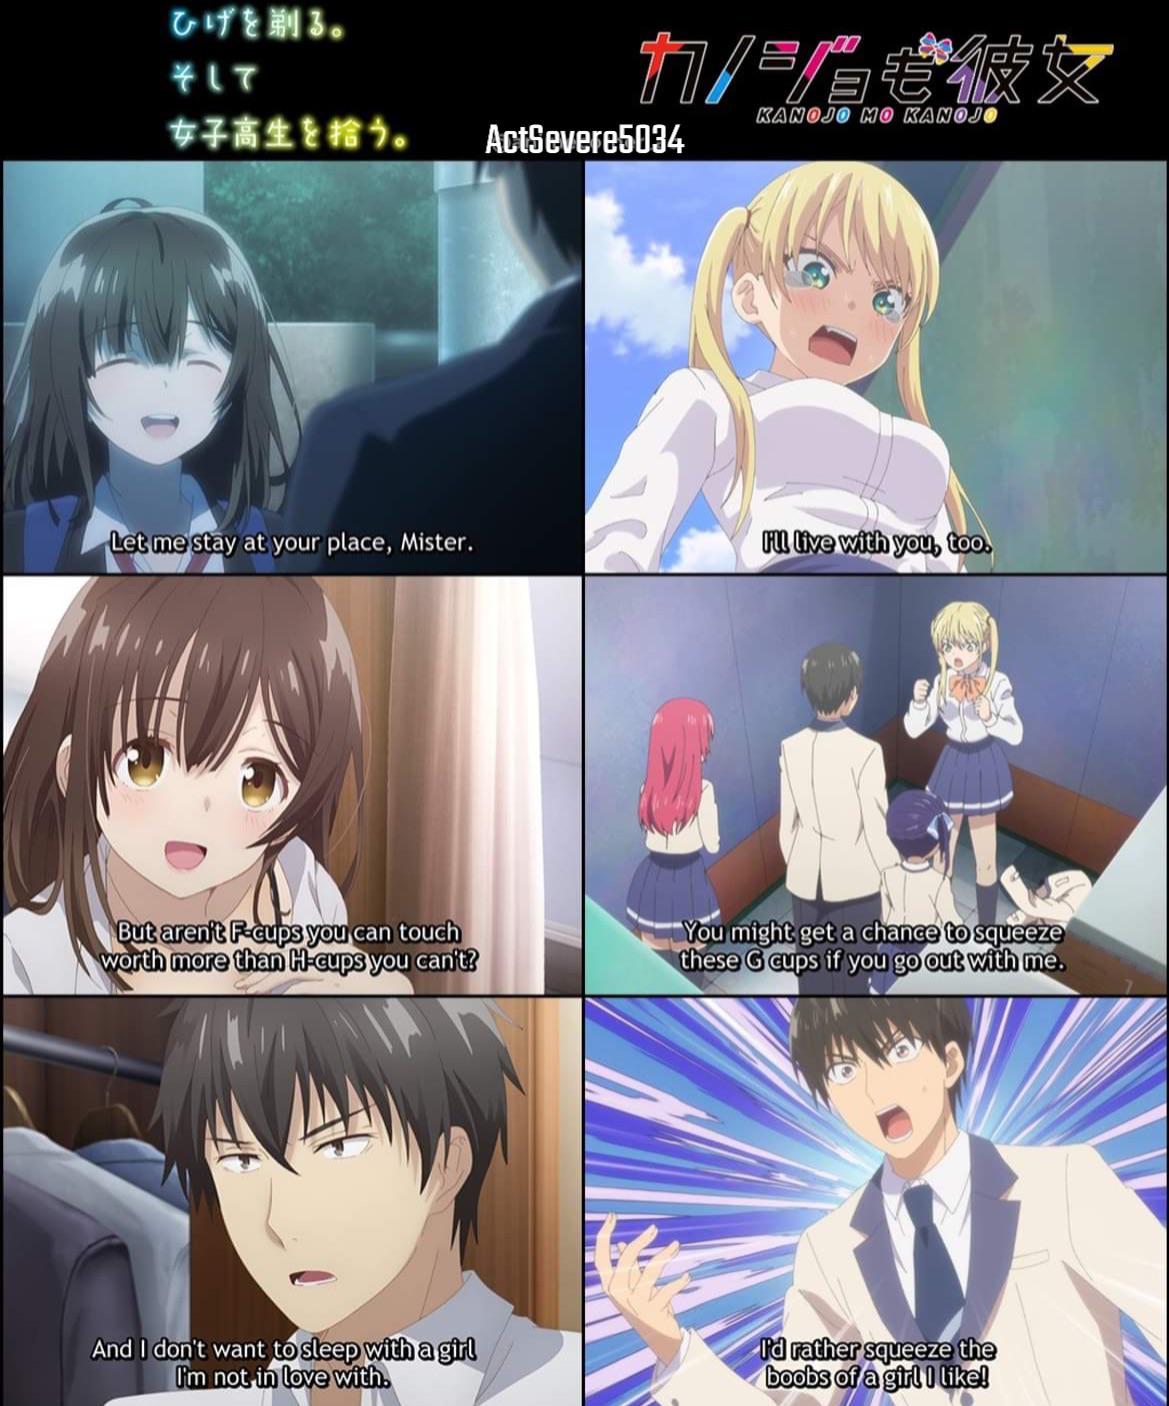 ひげを剃る。
そして
女子高生を拾う。
カノジョも彼女
KANOJO MO KANOJO
ActSevere5034
Let me stay at your place, Mister.
I'll live with you, too.
But aren't F-cups you can touch
worth more than H-cups you can't?
You might get a chance to squeeze
these G cups if you go out with me.
And I don't want to sleep with a girl
I'm not in love with.
I'd rather squeeze the
boobs of a girl I like!